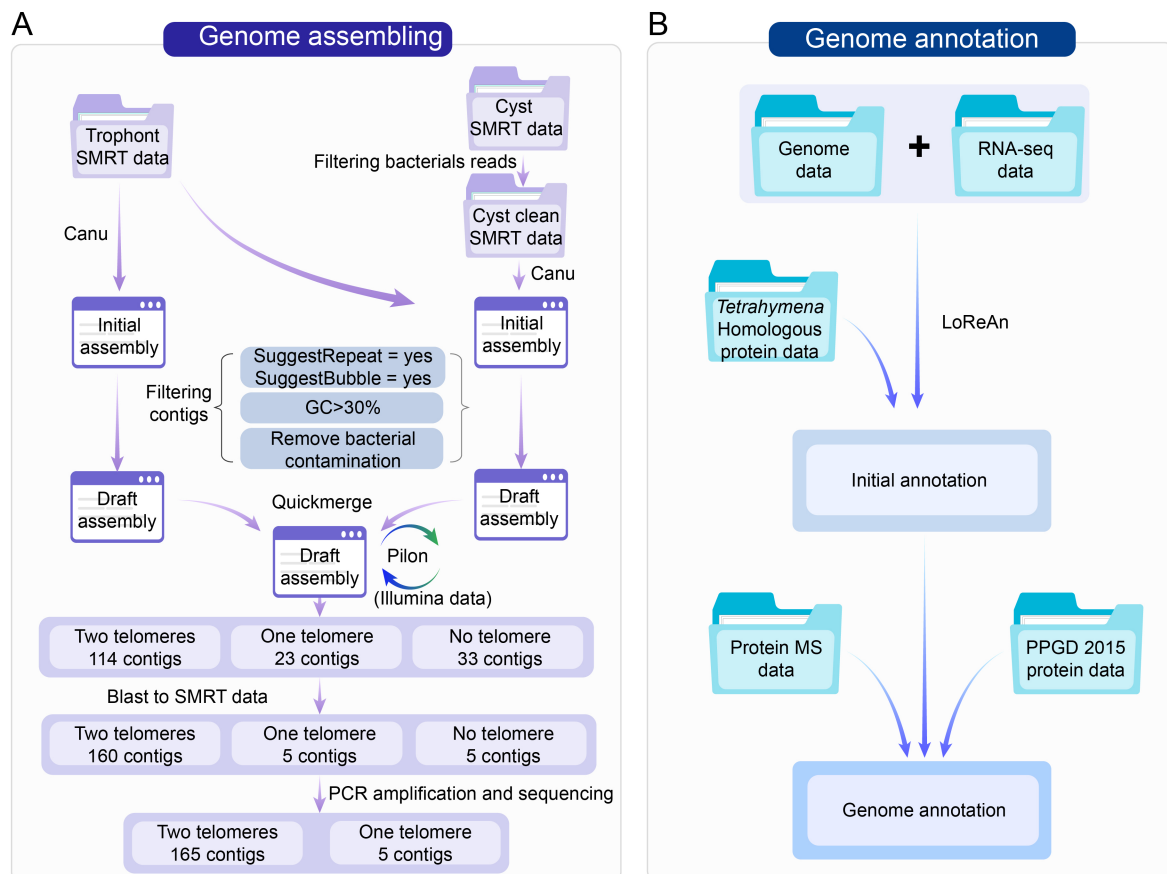 A
Genome assembling
Trophont
SMRT data
Cyst
SMRT data
Filtering bacterials reads
Cyst clean
SMRT data
Canu
Canu
Initial
assembly
Initial
assembly
Filtering
contigs
SuggestRepeat = yes
SuggestBubble = yes
GC>30%
Remove bacterial
contamination
Draft
assembly
Draft
assembly
Quickmerge
Draft
assembly
Pilon
(Illumina data)
Two telomeres
114 contigs
One telomere
23 contigs
No telomere
33 contigs
Blast to SMRT data
Two telomeres
160 contigs
One telomere
5 contigs
No telomere
5 contigs
PCR amplification and sequencing
Two telomeres
165 contigs
One telomere
5 contigs
B
Genome annotation
Genome
data
+
RNA-seq
data
Tetrahymena
Homologous
protein data
LoReAn
Initial annotation
Protein MS
data
PPGD 2015
protein data
Genome annotation